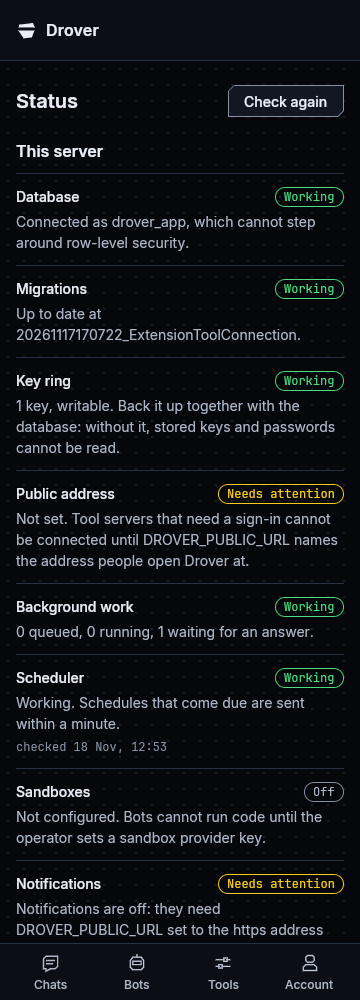 Drover
Status
Check again
This server
Database
Working
Connected as drover_app, which cannot step
around row-level security.
Migrations
Working
Up to date at
20261117170722_ExtensionToolConnection.
Key ring
Working
1 key, writable. Back it up together with the
database: without it, stored keys and passwords
cannot be read.
Public address
Needs attention
Not set. Tool servers that need a sign-in cannot
be connected until DROVER_PUBLIC_URL names
the address people open Drover at.
Background work
Working
0 queued, 0 running, 1 waiting for an answer.
Scheduler
Working
Working. Schedules that come due are sent
within a minute.
checked 18 Nov, 12:53
Sandboxes
Off
Not configured. Bots cannot run code until the
operator sets a sandbox provider key.
Notifications
Needs attention
Notifications are off: they need
DROVER_PUBLIC_URL set to the https address
Chats
Bots
Tools
Account